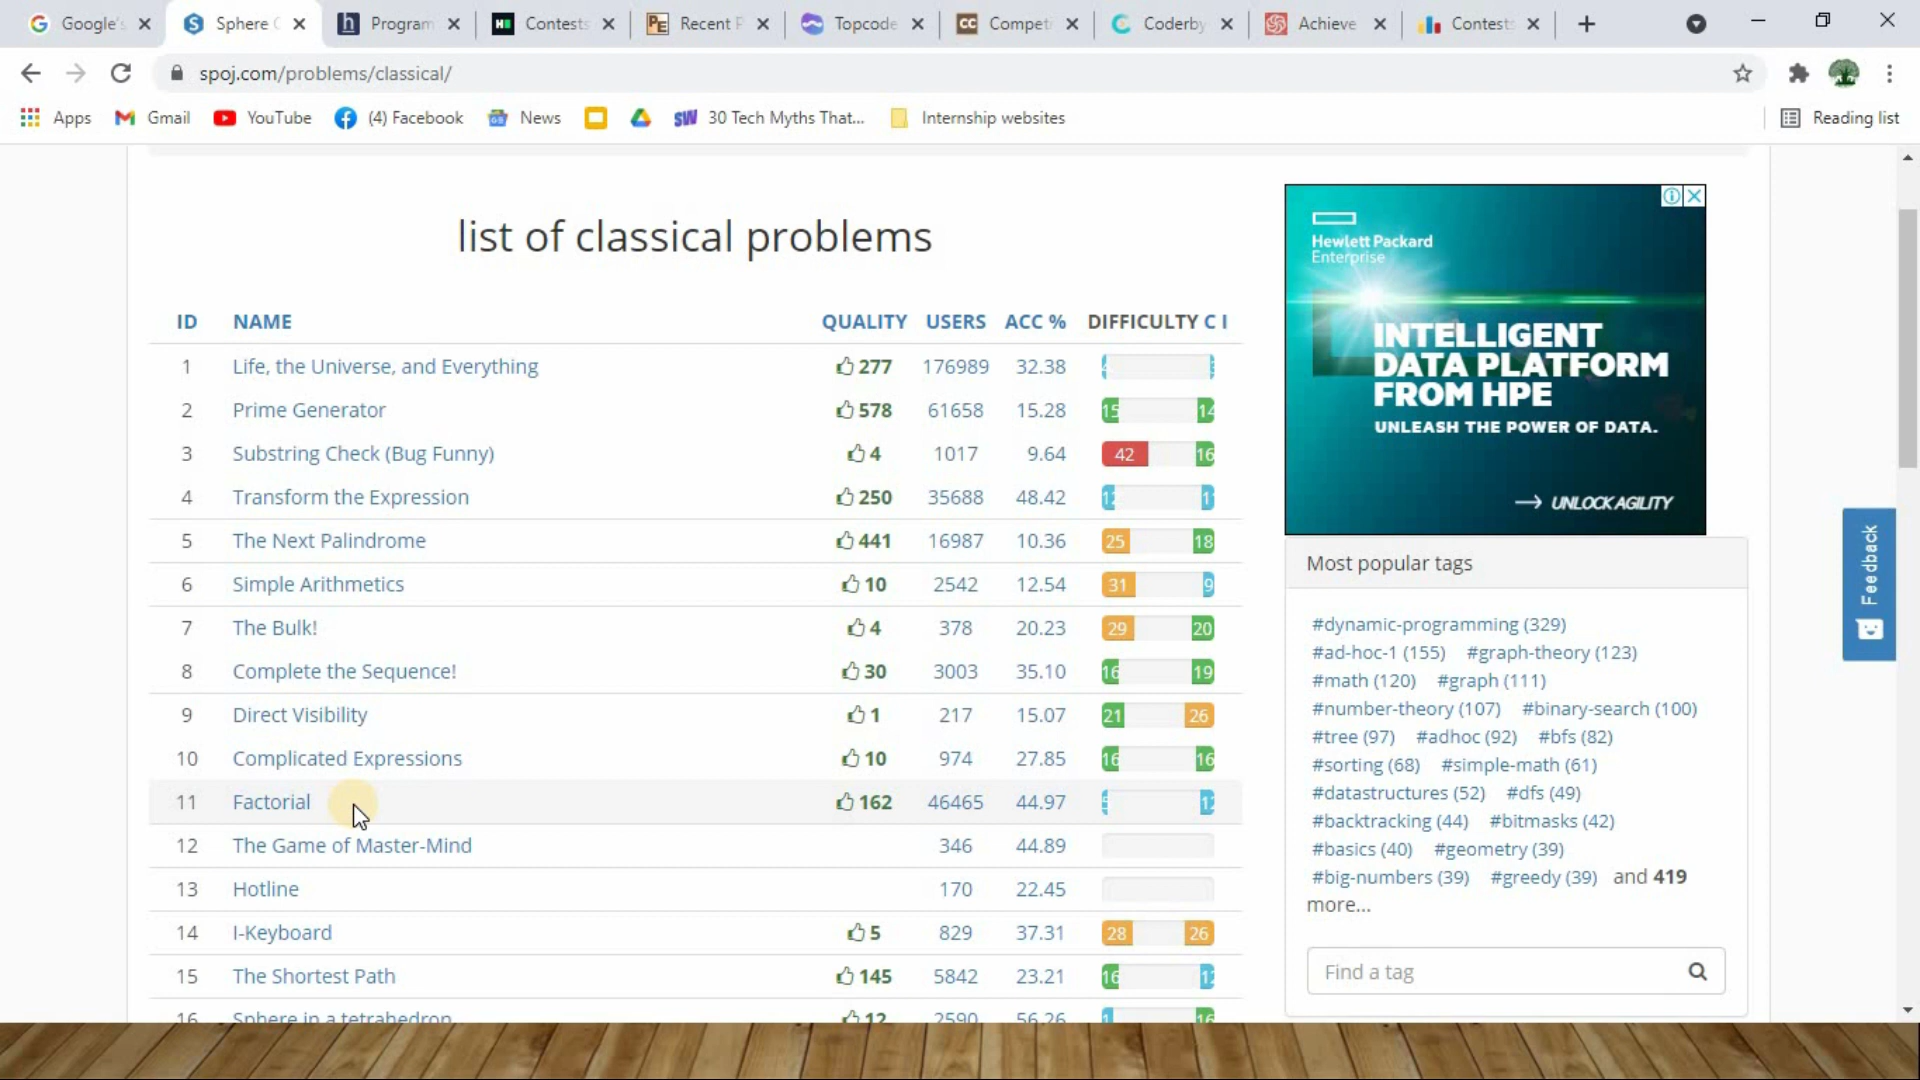 Google's
Sphere
Program
Contests
Recent
Topcode
Compet
Coderby
Achieve
Contest
spoj.com/problems/classical/
Apps
Gmail
YouTube
(4) Facebook
News
30 Tech Myths That...
Internship websites
Reading list
list of classical problems
ID NAME QUALITY USERS ACC % DIFFICULTY C I
1 Life, the Universe, and Everything 277 176989 32.38
2 Prime Generator 578 61658 15.28 15 14
3 Substring Check (Bug Funny) 4 1017 9.64 42 16
4 Transform the Expression 250 35688 48.42
5 The Next Palindrome 441 16987 10.36 25 18
6 Simple Arithmetics 10 2542 12.54 31 9
7 The Bulk! 4 378 20.23 29 20
8 Complete the Sequence! 30 3003 35.10 16 19
9 Direct Visibility 1 217 15.07 21 26
10 Complicated Expressions 10 974 27.85 16 16
11 Factorial 162 46465 44.97
12 The Game of Master-Mind 346 44.89
13 Hotline 170 22.45
14 I-Keyboard 5 829 37.31 28 26
15 The Shortest Path 145 5842 23.21 16
16 Sphere in a tetrahedron 12 2590 56.26 16
Hewlett Packard
Enterprise
INTELLIGENT
DATA PLATFORM
FROM HPE
UNLEASH THE POWER OF DATA.
UNLOCK AGILITY
Most popular tags
#dynamic-programming (329)
#ad-hoc-1 (155) #graph-theory (123)
#math (120) #graph (111)
#number-theory (107) #binary-search (100)
#tree (97) #adhoc (92) #bfs (82)
#sorting (68) #simple-math (61)
#datastructures (52) #dfs (49)
#backtracking (44) #bitmasks (42)
#basics (40) #geometry (39)
#big-numbers (39) #greedy (39) and 419
more...
Find a tag
Feedback